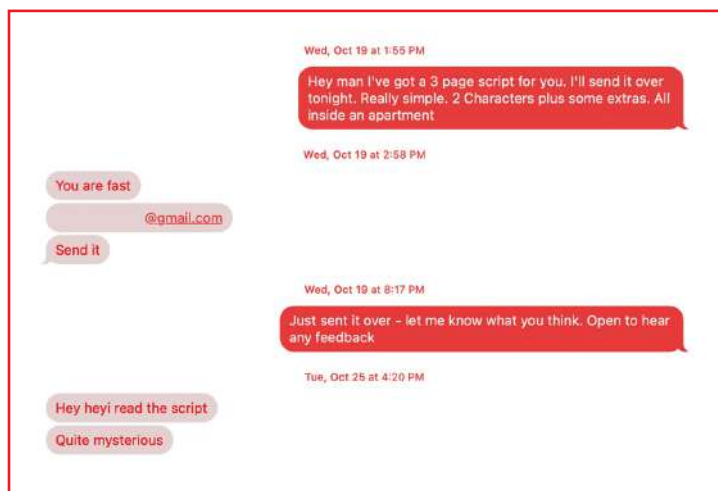 Wed, Oct 19 at 1:55 PM
Hey man I've got a 3 page script for you. I'll send it over
tonight. Really simple. 2 Characters plus some extras. All
inside an apartment
Wed, Oct 19 at 2:58 PM
You are fast
@gmail.com
Send it
Wed, Oct 19 at 8:17 PM
Just sent it over – let me know what you think. Open to hear
any feedback
Tue, Oct 25 at 4:20 PM
Hey heyi read the script
Quite mysterious